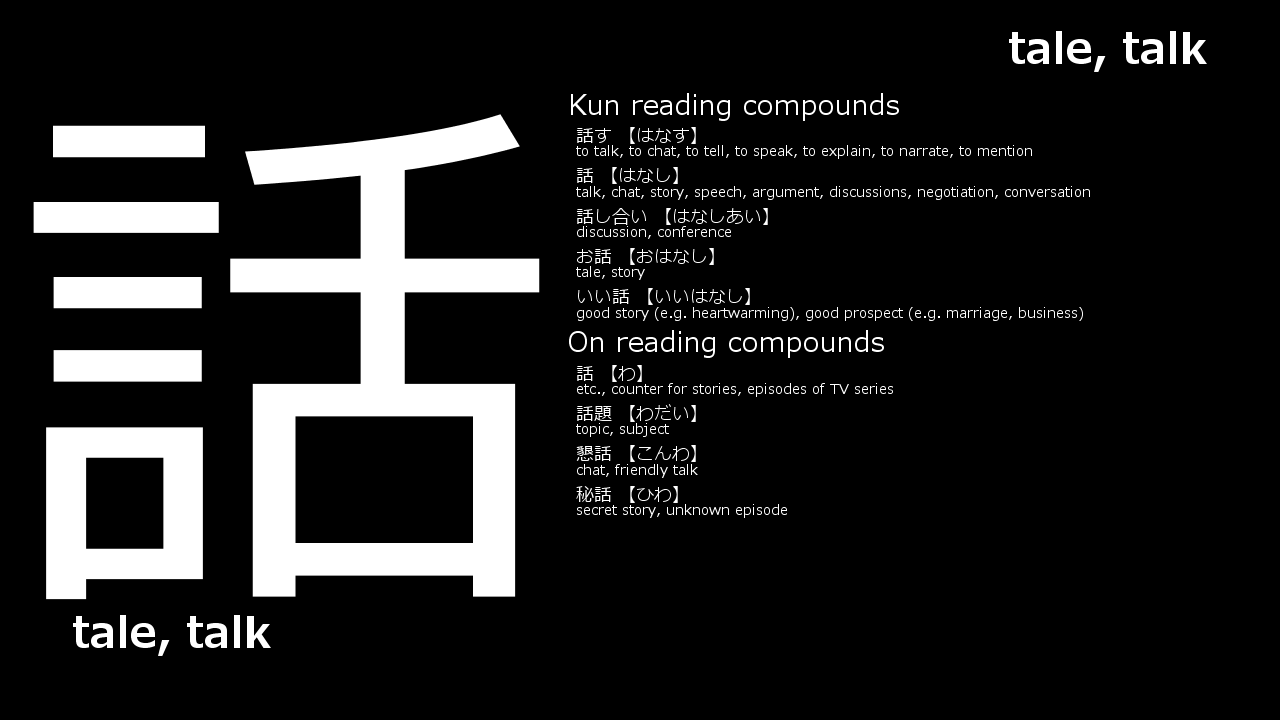 tale, talk
話
Kun reading compounds
話す 【はなす】
to talk, to chat, to tell, to speak, to explain, to narrate, to mention
話 【はなし】
talk, chat, story, speech, argument, discussions, negotiation, conversation
話し合い 【はなしあい】
discussion, conference
お話 【おはなし】
tale, story
いい話 【いいはなし】
good story (e.g. heartwarming), good prospect (e.g. marriage, business)
On reading compounds
話 【わ】
etc., counter for stories, episodes of TV series
話題 【わだい】
topic, subject
懇話 【こんわ】
chat, friendly talk
秘話 【ひわ】
secret story, unknown episode
tale, talk